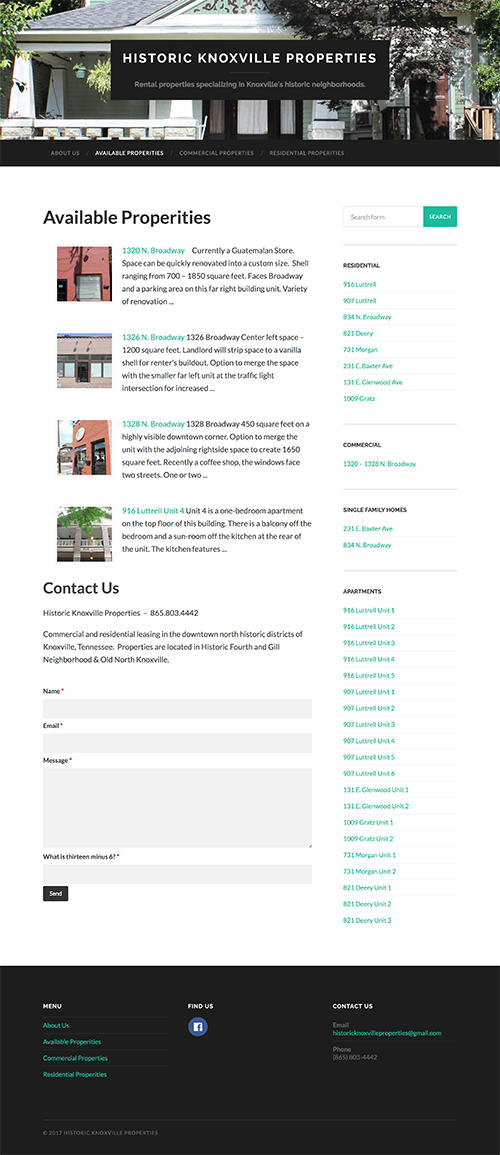 HISTORIC KNOXVILLE PROPERTIES
Rental properties specializing in Knoxville's historic neighborhoods.
ABOUT US / AVAILABLE PROPERITIES / COMMERCIAL PROPERTIES / RESIDENTIAL PROPERITIES
Available Properities
1320 N. Broadway Currently a Guatemalan Store.
Space can be quickly renovated into a custom size. Shell
ranging from 700 – 1850 square feet. Faces Broadway
and a parking area on this far right building unit. Variety
of renovation ...
1326 N. Broadway 1326 Broadway Center left space –
1200 square feet. Landlord will strip space to a vanilla
shell for renter's buildout. Option to merge the space
with the smaller far left unit at the traffic light
intersection for increased ...
1328 N. Broadway 1328 Broadway 450 square feet on a
highly visible downtown corner. Option to merge the
unit with the adjoining rightside space to create 1650
square feet. Recently a coffee shop, the windows face
two streets. One or two ...
916 Luttrell Unit 4 Unit 4 is a one-bedroom apartment
on the top floor of this building. There is a balcony off the
bedroom and a sun-room off the kitchen at the rear of
the unit. The kitchen features ...
Contact Us
Historic Knoxville Properties – 865.803.4442
Commercial and residential leasing in the downtown north historic districts of
Knoxville, Tennessee. Properties are located in Historic Fourth and Gill
Neighborhood & Old North Knoxville.
Name *
Email *
Message *
What is thirteen minus 6? *
Send
Search form
SEARCH
RESIDENTIAL
916 Luttrell
907 Luttrell
834 N. Broadway
821 Deery
731 Morgan
231 E. Baxter Ave
131 E. Glenwood Ave
1009 Gratz
COMMERCIAL
1320 – 1328 N. Broadway
SINGLE FAMILY HOMES
231 E. Baxter Ave
834 N. Broadway
APARTMENTS
916 Luttrell Unit 1
916 Luttrell Unit 2
916 Luttrell Unit 3
916 Luttrell Unit 4
916 Luttrell Unit 5
907 Luttrell Unit 1
907 Luttrell Unit 2
907 Luttrell Unit 3
907 Luttrell Unit 4
907 Luttrell Unit 5
907 Luttrell Unit 6
131 E. Glenwood Unit 1
131 E. Glenwood Unit 2
1009 Gratz Unit 1
1009 Gratz Unit 2
731 Morgan Unit 1
731 Morgan Unit 2
821 Deery Unit 1
821 Deery Unit 2
821 Deery Unit 3
MENU
About Us
Available Properities
Commercial Properties
Residential Properities
FIND US
CONTACT US
Email
historicknoxvilleproperties@gmail.com
Phone
(865) 803-4442
© 2017 HISTORIC KNOXVILLE PROPERTIES